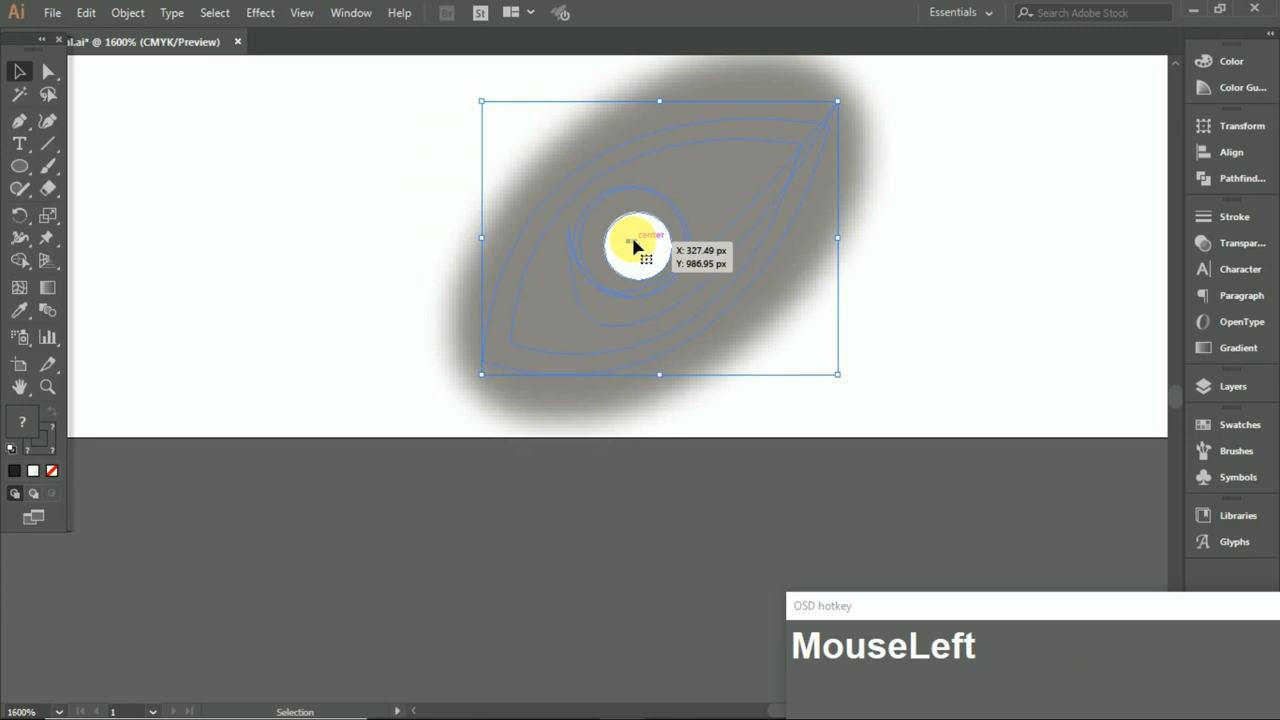 Ai File Edit Object Type Select Effect View Window Help Br St Essentials Search Adobe Stock
al.ai* @ 1600% (CMYK/Preview)
Color
Color Gu...
Transform
Align
Pathfind...
Stroke
Transpar...
Character
Paragraph
OpenType
Gradient
Layers
Swatches
Brushes
Symbols
Libraries
Glyphs
center
X: 327.49 px
Y: 986.95 px
OSD hotkey
MouseLeft
1600% 1 Selection